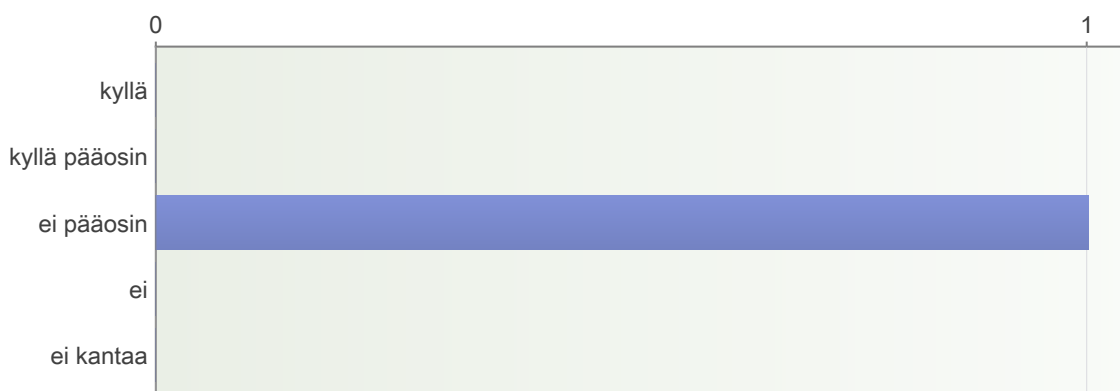 0 1
kyllä
kyllä pääosin
ei pääosin
ei
ei kantaa